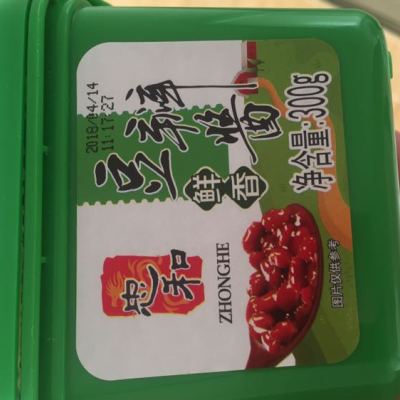 2018/04/14
11:17:27
豆瓣酱
鲜香
净含量:300g
忠和
ZHONGHE
图片仅供参考